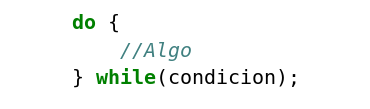 do {
    //Algo
} while(condicion);